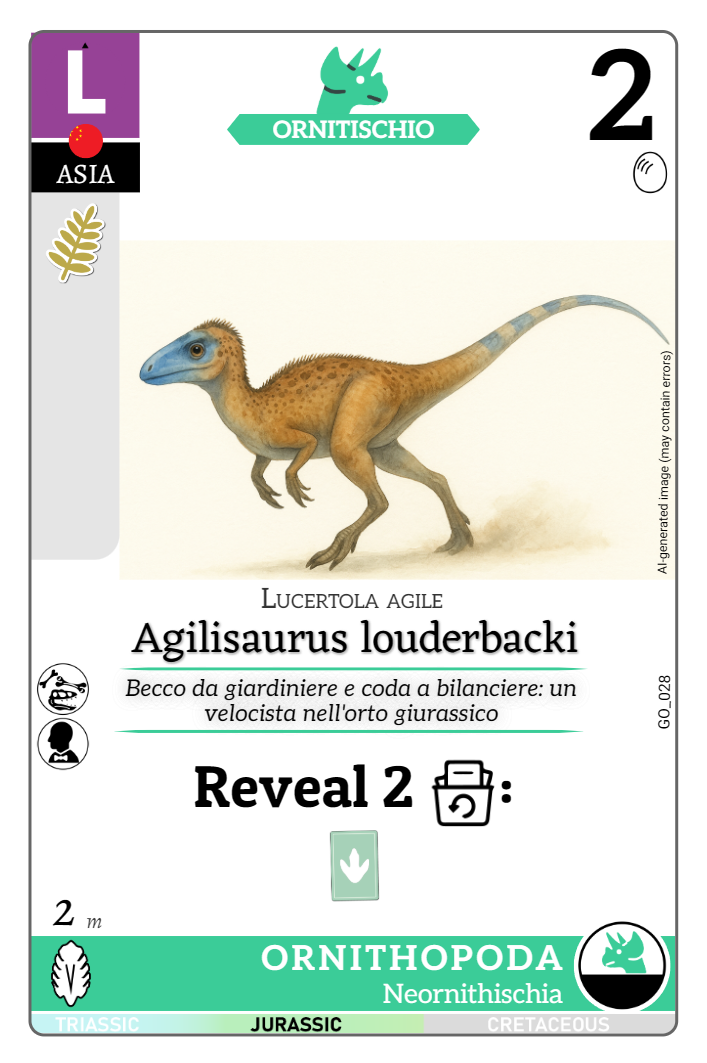 L
ORNITISCHIO
2
ASIA
AI-generated image (may contain errors)
Lucertola agile
Agilisaurus louderbacki
Becco da giardiniere e coda a bilanciere: un
velocista nell'orto giurassico
GO_028
Reveal 2 :
2 m
ORNITHOPODA
Neornithischia
TRIASSIC JURASSIC CRETACEOUS